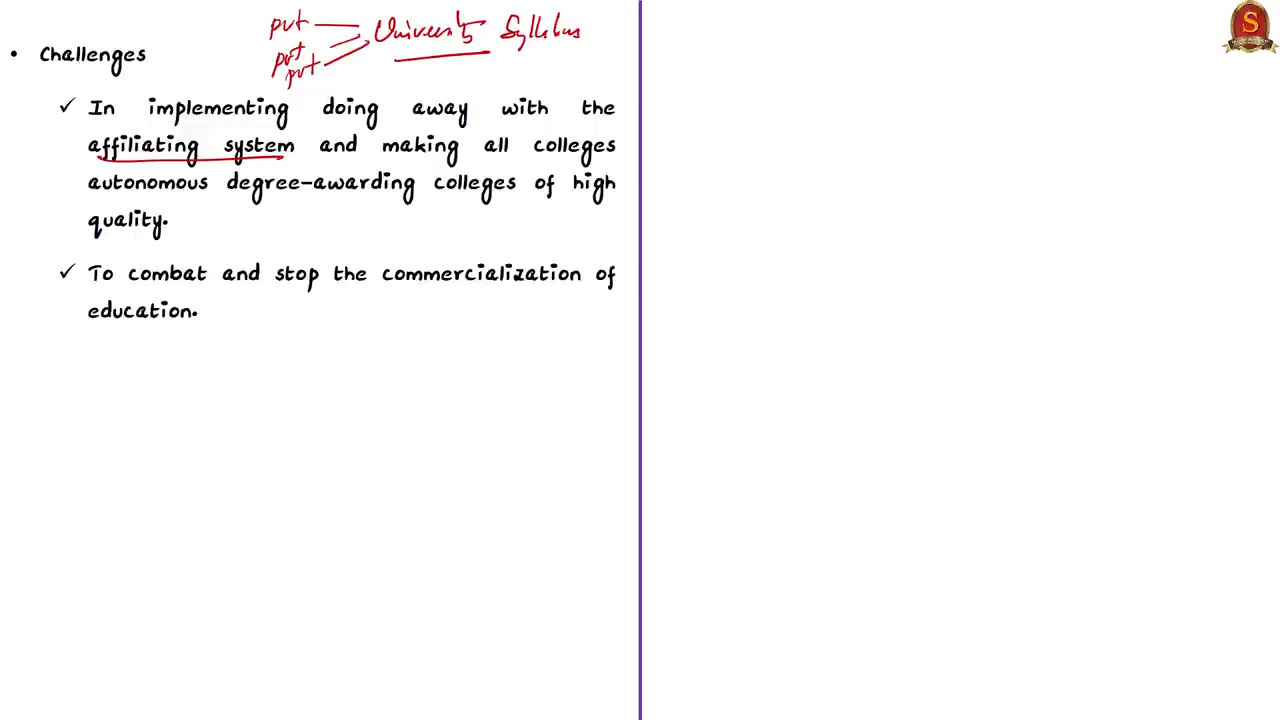 pvt University Syllabus
pvt
pvt
• Challenges
✓ In implementing doing away with the
affiliating system and making all colleges
autonomous degree-awarding colleges of high
quality.
✓ To combat and stop the commercialization of
education.
S